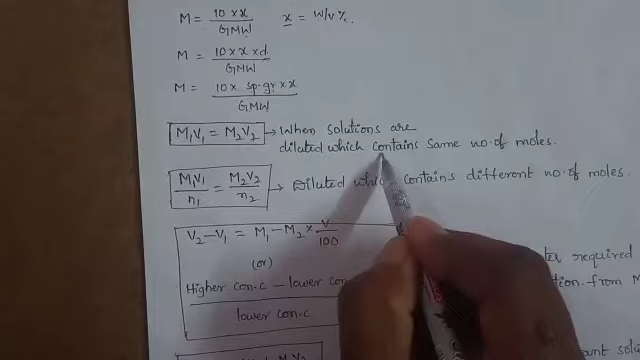 M = 10 × x / GMW x = W/V %.
M = 10 × x × d / GMW
M = 10 × sp.gr × x / GMW
M₁V₁ = M₂V₂ → When solutions are
diluted which contains same no. of moles.
M₁V₁ / n₁ = M₂V₂ / n₂ → Diluted which contains different no. of moles.
V₂ – V₁ = M₁ – M₂ × V / 100
required
(or)
from M
Higher con.c – lower con
lower con.c